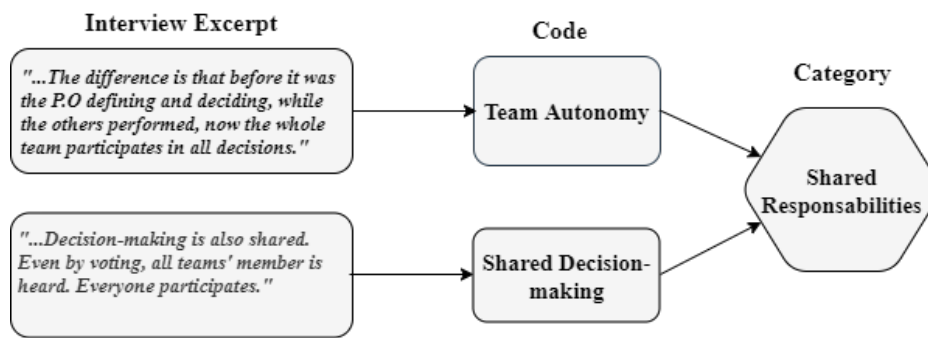 Interview Excerpt
Code
Category
"...The difference is that before it was
the P.O defining and deciding, while
the others performed, now the whole
team participates in all decisions."
Team Autonomy
Shared
Responsabilities
"...Decision-making is also shared.
Even by voting, all teams' member is
heard. Everyone participates."
Shared Decision-
making